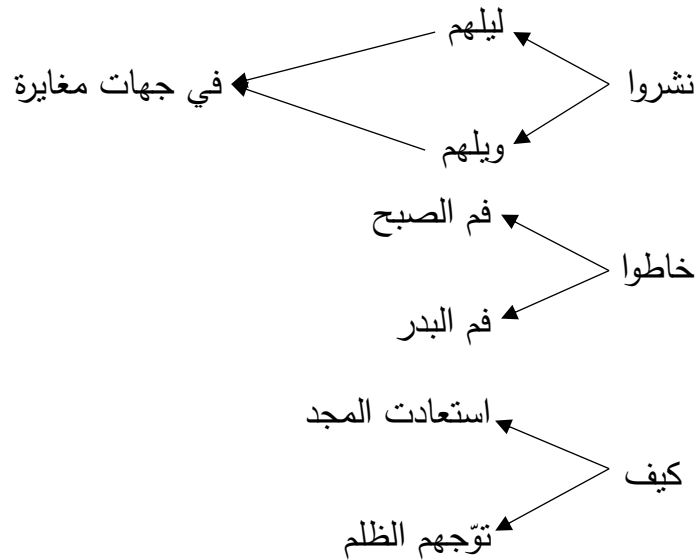 ليلهم
نشروا
في جهات مغايرة
ويلهم
فم الصبح
خاطوا
فم البدر
استعادت المجد
كيف
توّجهم الظلم